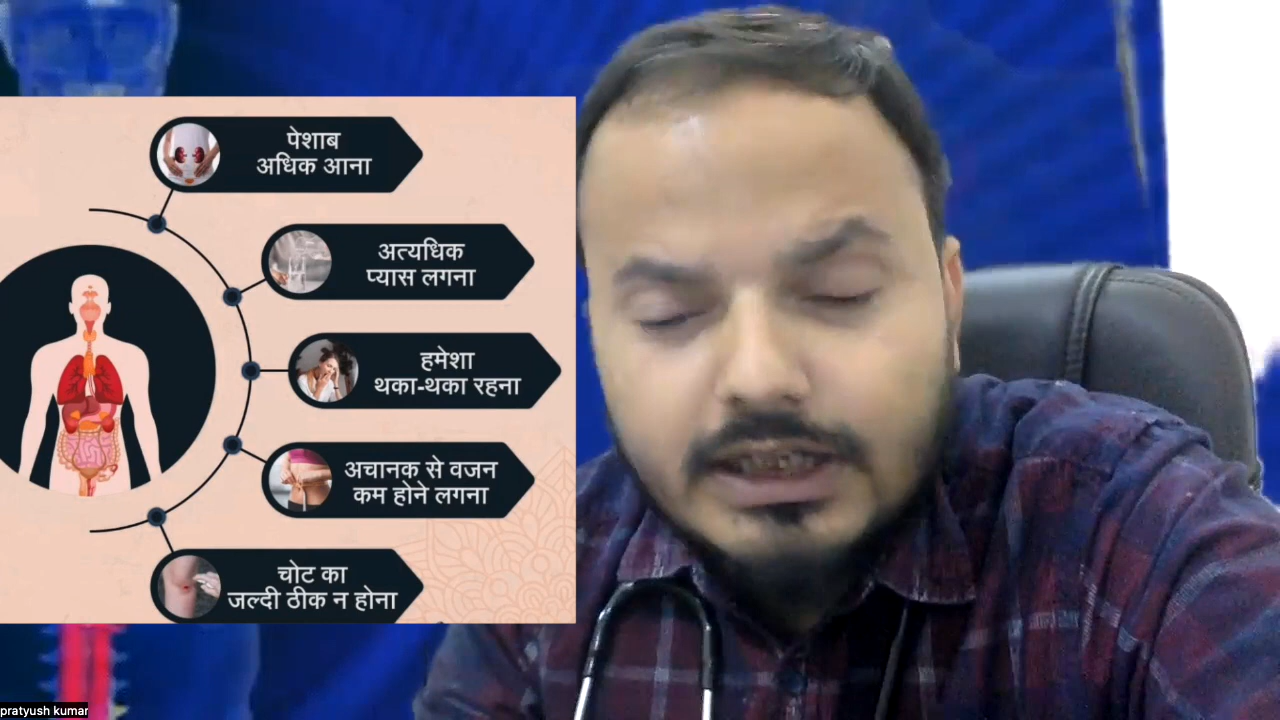 पेशाब
अधिक आना
अत्यधिक
प्यास लगना
हमेशा
थका-थका रहना
अचानक से वजन
कम होने लगना
चोट का
जल्दी ठीक न होना
pratyush kumar